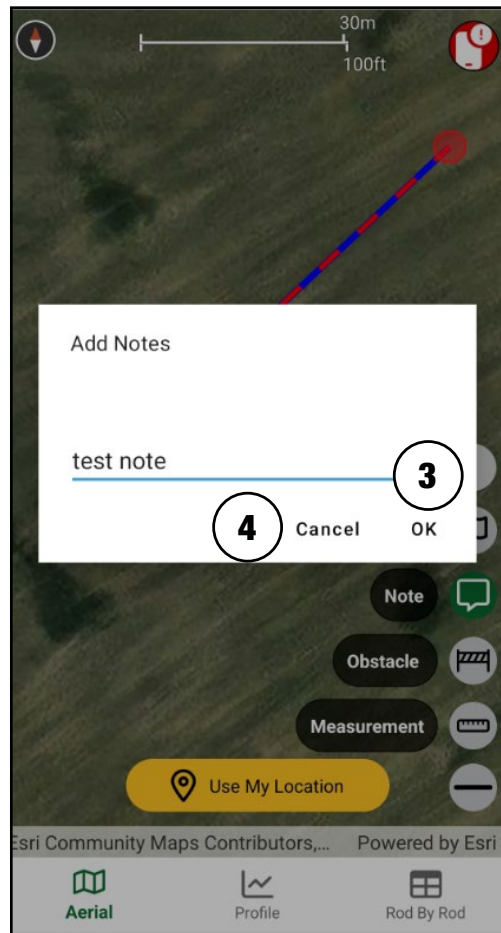 30m
100ft
Add Notes
test note
3
4
Cancel
OK
Note
Obstacle
Measurement
Use My Location
Esri Community Maps Contributors,...
Powered by Esri
Aerial
Profile
Rod By Rod